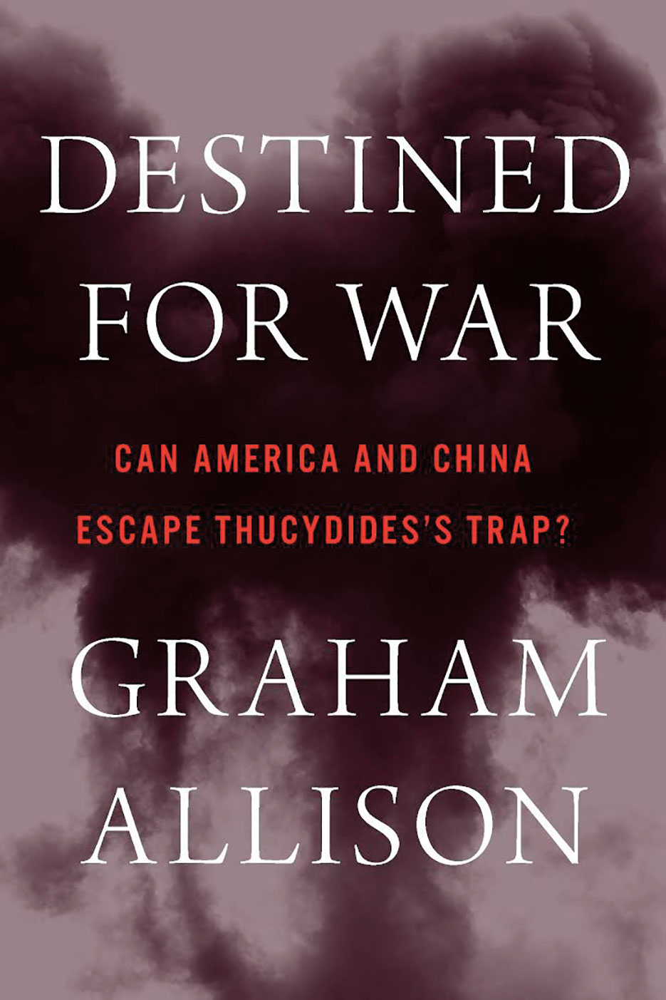 DESTINED
FOR WAR
CAN AMERICA AND CHINA
ESCAPE THUCYDIDES’S TRAP?
GRAHAM
ALLISON